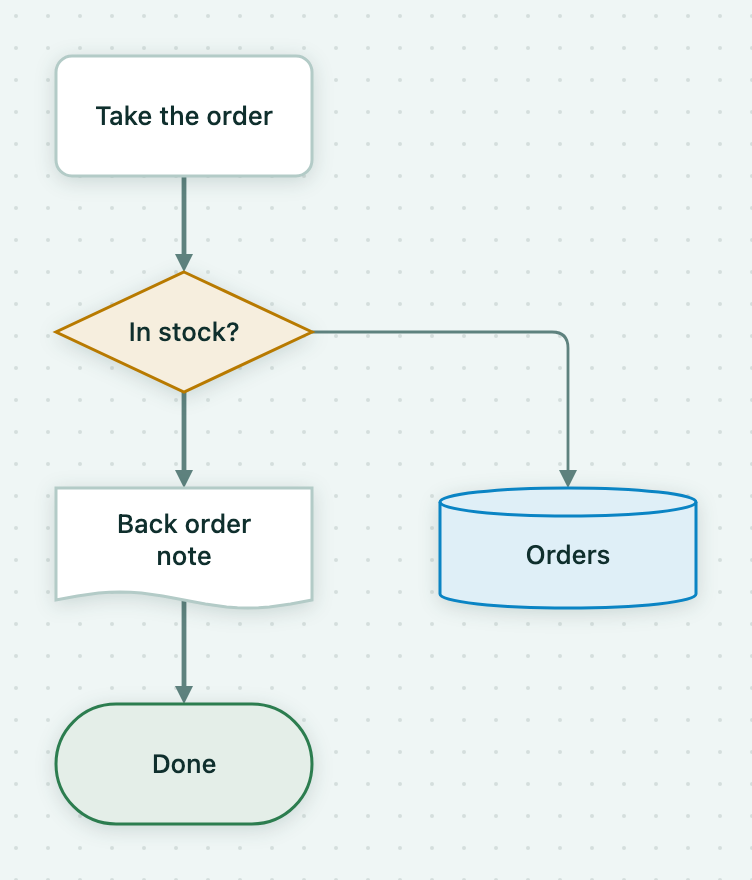 Take the order
In stock?
Back order
note
Orders
Done